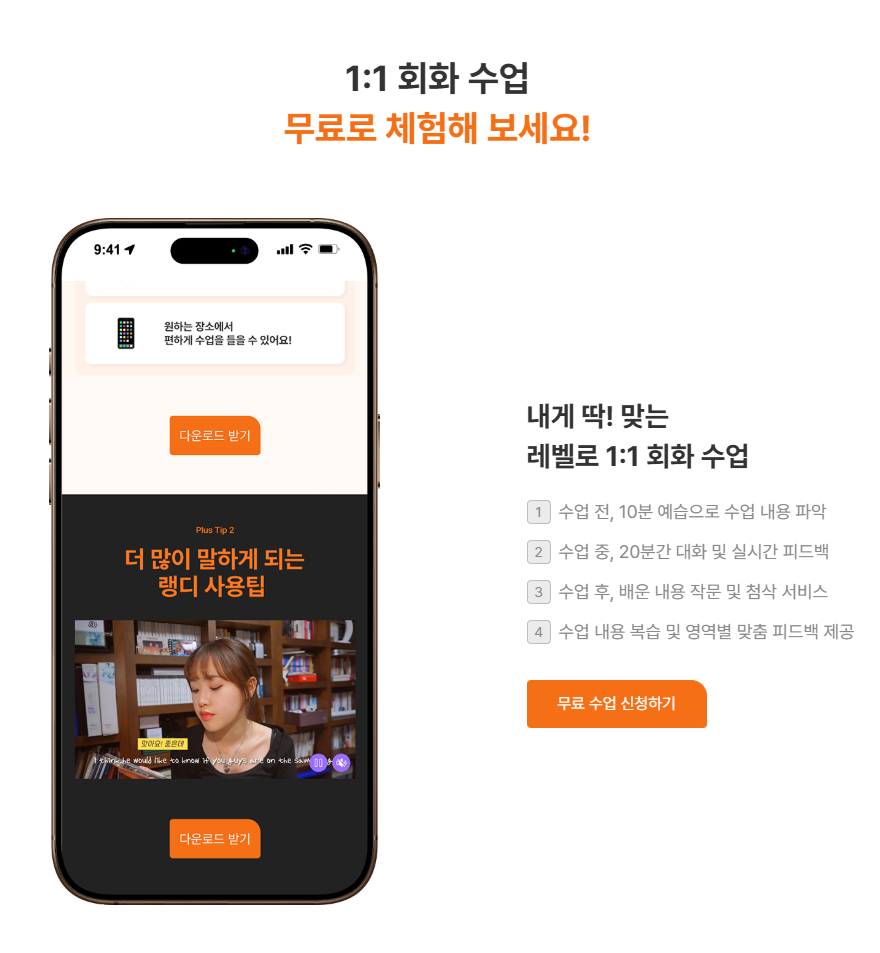 1:1 회화 수업
무료로 체험해 보세요!
9:41
원하는 장소에서
편하게 수업을 들을 수 있어요!
다운로드 받기
Plus Tip 2
더 많이 말하게 되는
랭디 사용팁
맞아요! 좋은데
I think he would like to know if you guys are on the sam
다운로드 받기
내게 딱! 맞는
레벨로 1:1 회화 수업
1 수업 전, 10분 예습으로 수업 내용 파악
2 수업 중, 20분간 대화 및 실시간 피드백
3 수업 후, 배운 내용 작문 및 첨삭 서비스
4 수업 내용 복습 및 영역별 맞춤 피드백 제공
무료 수업 신청하기